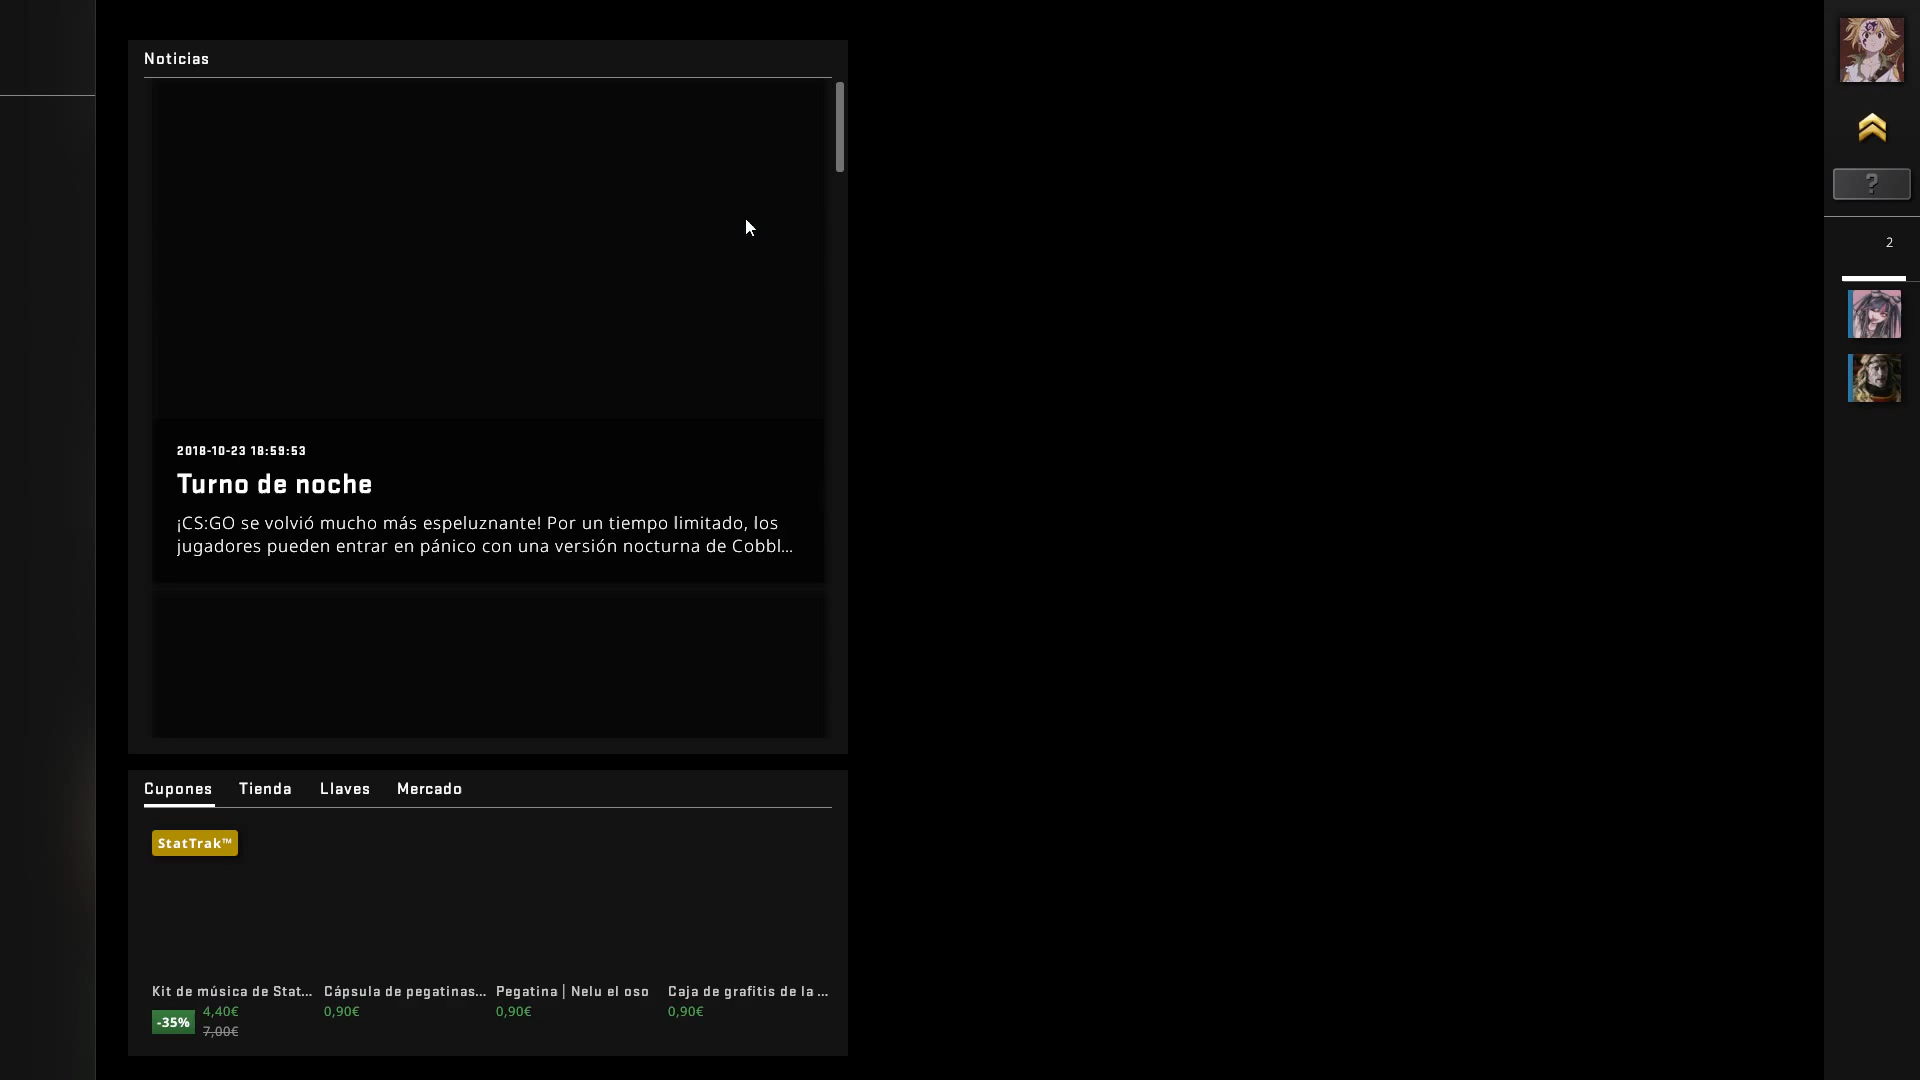 Noticias
2018-10-23 18:59:53
Turno de noche
¡CS:GO se volvió mucho más espeluznante! Por un tiempo limitado, los
jugadores pueden entrar en pánico con una versión nocturna de Cobbl...
Cupones Tienda Llaves Mercado
StatTrak™
Kit de música de Stat... Cápsula de pegatinas... Pegatina | Nelu el oso Caja de grafitis de la ...
-35% 4,40€ 0,90€ 0,90€ 0,90€
7,00€
?
2